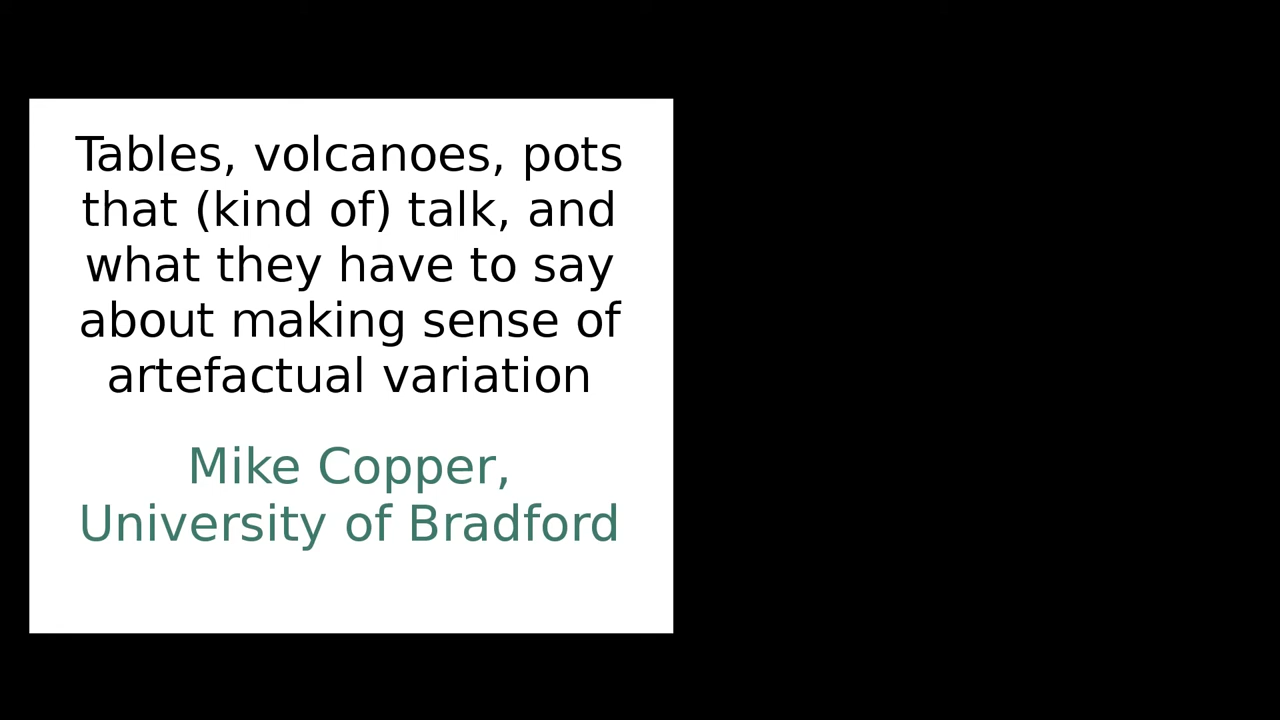 Tables, volcanoes, pots
that (kind of) talk, and
what they have to say
about making sense of
artefactual variation
Mike Copper,
University of Bradford